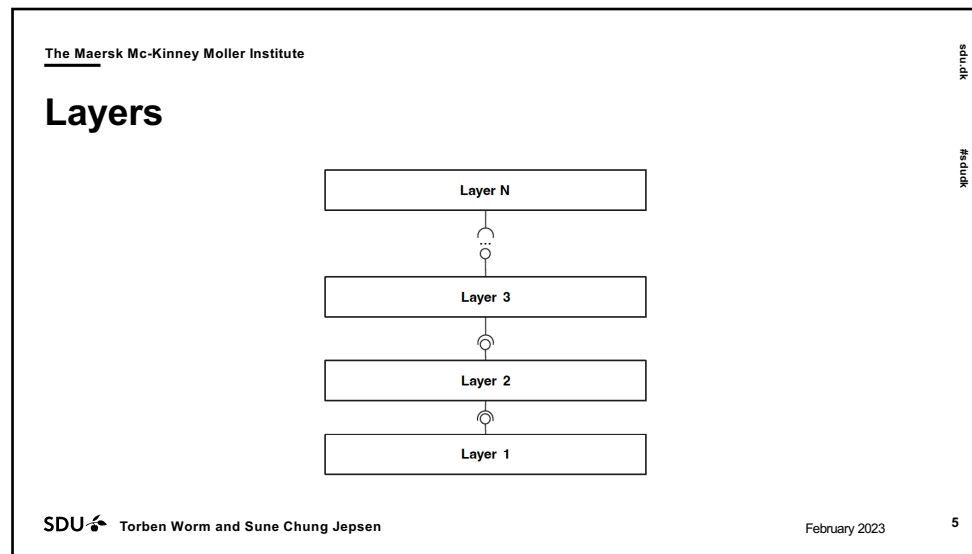 The Maersk Mc-Kinney Moller Institute
Layers
Layer N
...
Layer 3
Layer 2
Layer 1
SDU
Torben Worm and Sune Chung Jepsen
February 2023
5
sdu.dk
#sdudk